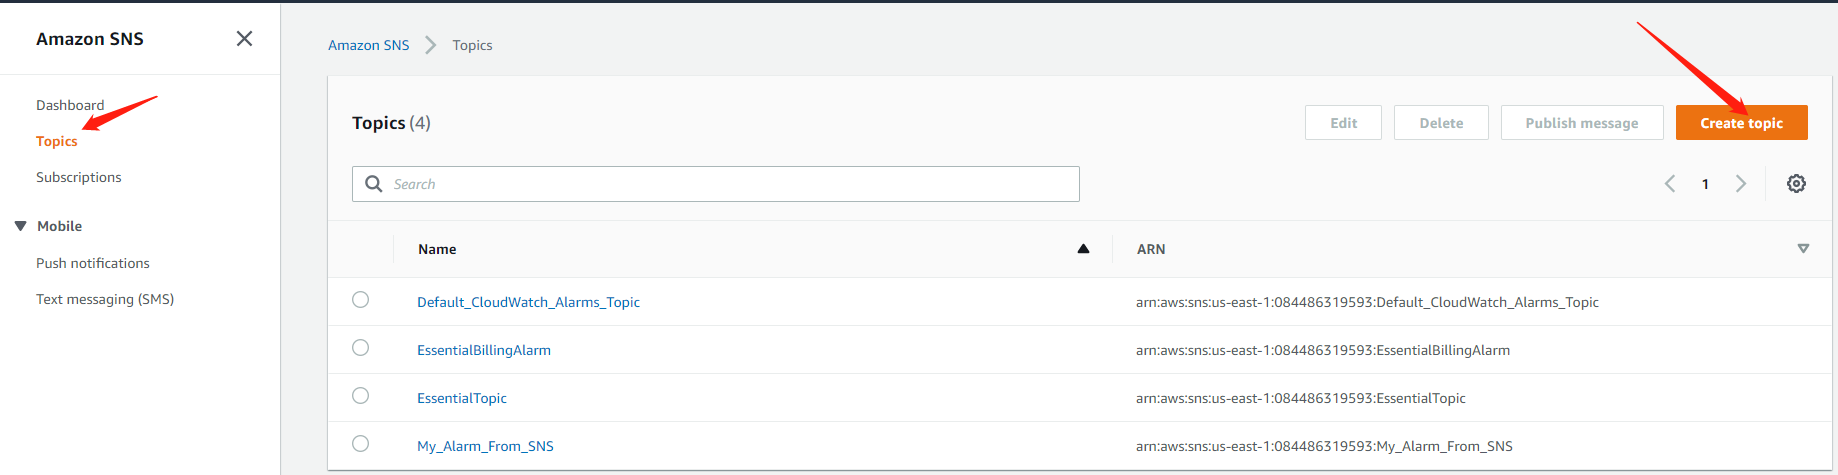 Amazon SNS
Dashboard
Topics
Subscriptions
Mobile
Push notifications
Text messaging (SMS)
Amazon SNS Topics
Topics (4)
Edit Delete Publish message Create topic
Search
1
Name ARN
Default_CloudWatch_Alarms_Topic arn:aws:sns:us-east-1:084486319593:Default_CloudWatch_Alarms_Topic
EssentialBillingAlarm arn:aws:sns:us-east-1:084486319593:EssentialBillingAlarm
EssentialTopic arn:aws:sns:us-east-1:084486319593:EssentialTopic
My_Alarm_From_SNS arn:aws:sns:us-east-1:084486319593:My_Alarm_From_SNS